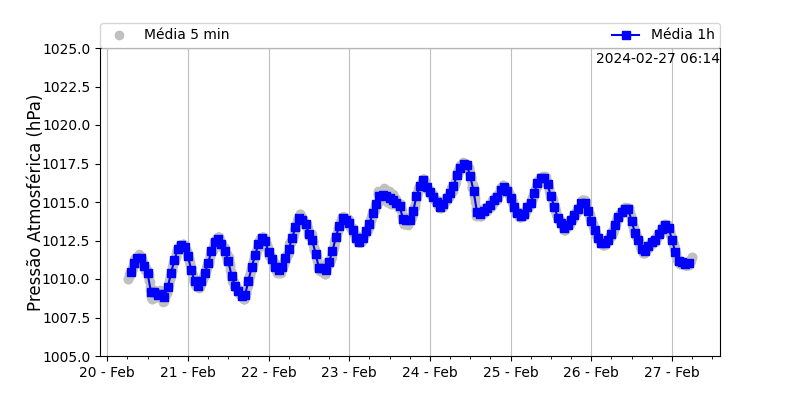 Média 5 min
Média 1h
2024-02-27 06:14
Pressão Atmosférica (hPa)
1025.0
1022.5
1020.0
1017.5
1015.0
1012.5
1010.0
1007.5
1005.0
20 - Feb
21 - Feb
22 - Feb
23 - Feb
24 - Feb
25 - Feb
26 - Feb
27 - Feb